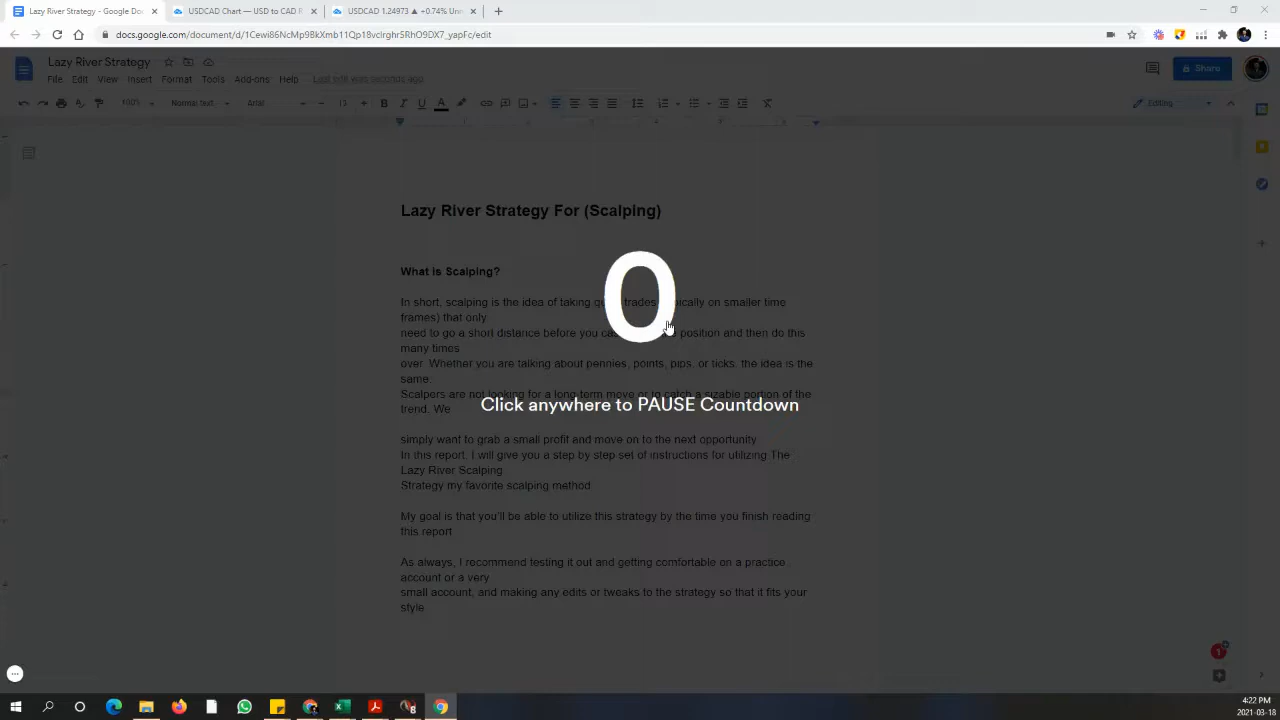 Lazy River Strategy - Google Doc
USDCAD Chart — USD to CAD R
USDCAD 1.24973 ▲ +0.74% Un
docs.google.com/document/d/1Cewi86NcMp9BkXmb11Qp18vcirghr5RhO9DX7_yapFc/edit
Lazy River Strategy
File Edit View Insert Format Tools Add-ons Help Last edit was seconds ago
Share
100% Normal text Arial 11 B I U A
Editing
Lazy River Strategy For (Scalping)
0
What is Scalping?
In short, scalping is the idea of taking trades on smaller time
frames) that only
need to go a short distance before you position and then do this
many times
over. Whether you are talking about pennies, points, pips, or ticks. the idea is the
same.
Scalpers are not looking for a long-term move or to catch a sizable portion of the
trend. We
Click anywhere to PAUSE Countdown
simply want to grab a small profit and move on to the next opportunity
In this report, I will give you a step by step set of instructions for utilizing The
Lazy River Scalping
Strategy my favorite scalping method
My goal is that you'll be able to utilize this strategy by the time you finish reading
this report
As always, I recommend testing it out and getting comfortable on a practice
account or a very
small account, and making any edits or tweaks to the strategy so that it fits your
style.
1
4:22 PM
2021-03-18